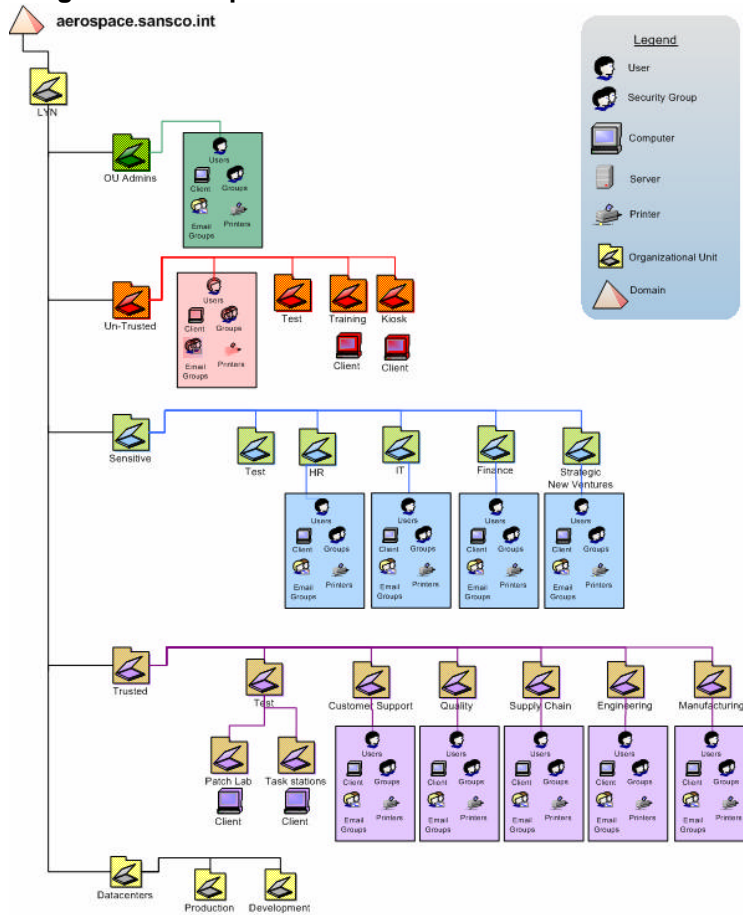 aerospace.sansco.int
Legend
User
Security Group
Computer
Server
Printer
Organizational Unit
Domain
LYN
OU Admins
Users
Client Groups
Email Groups
Printers
Un-Trusted
Users
Client Groups
Email Groups
Printers
Test
Training
Kiosk
Client
Client
Sensitive
Test
HR
IT
Finance
Strategic
New Ventures
Users
Client Groups
Email Groups
Printers
Users
Client Groups
Email Groups
Printers
Users
Client Groups
Email Groups
Printers
Users
Client Groups
Email Groups
Printers
Trusted
Test
Customer Support
Quality
Supply Chain
Engineering
Manufacturing
Patch Lab
Task stations
Client
Client
Users
Client Groups
Email Groups
Printers
Users
Client Groups
Email Groups
Printers
Users
Client Groups
Email Groups
Printers
Users
Client Groups
Email Groups
Printers
Users
Client Groups
Email Groups
Printers
Datacenters
Production
Development